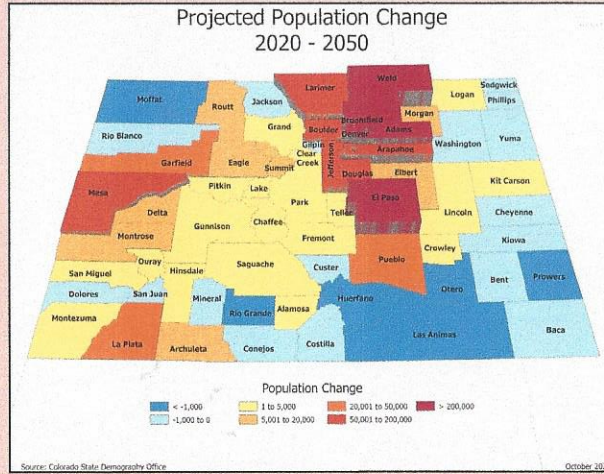 Projected Population Change
2020 - 2050
Moffat
Routt
Jackson
Larimer
Weld
Logan
Sedgwick
Phillips
Rio Blanco
Grand
Boulder
Broomfield
Morgan
Gilpin
Denver
Adams
Washington
Yuma
Garfield
Eagle
Summit
Clear
Creek
Jefferson
Arapahoe
Mesa
Pitkin
Lake
Park
Douglas
Elbert
Kit Carson
Delta
Gunnison
Chaffee
Teller
El Paso
Lincoln
Cheyenne
Montrose
Fremont
Kiowa
Ouray
Saguache
Custer
Pueblo
Crowley
San Miguel
Hinsdale
Bent
Prowers
Dolores
San Juan
Mineral
Rio Grande
Alamosa
Huerfano
Otero
Montezuma
La Plata
Archuleta
Conejos
Costilla
Las Animas
Baca
Population Change
< -1,000
1 to 5,000
20,001 to 50,000
> 200,000
-1,000 to 0
5,001 to 20,000
50,001 to 200,000
Source: Colorado State Demography Office
October